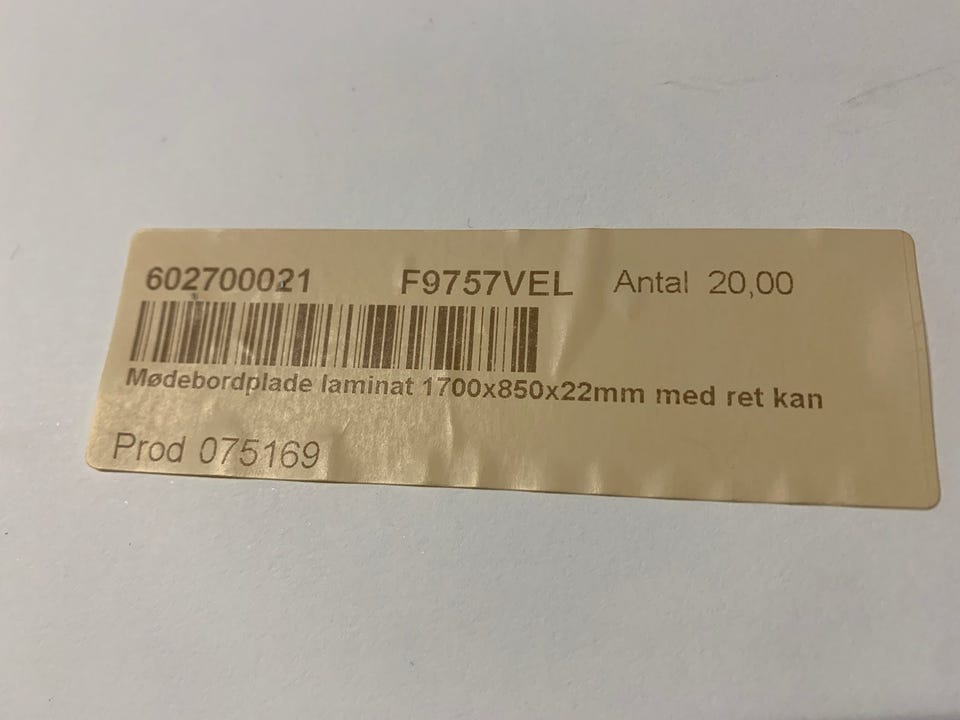 602700021 F9757VEL Antal 20,00
Mødebordplade laminat 1700x850x22mm med ret kan
Prod 075169